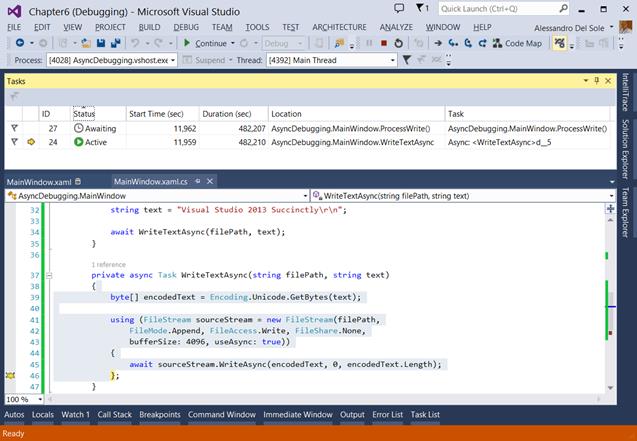 Chapter6 (Debugging) - Microsoft Visual Studio
1
Quick Launch (Ctrl+Q)
FILE EDIT VIEW PROJECT BUILD DEBUG TEAM TOOLS TEST ARCHITECTURE ANALYZE WINDOW HELP Alessandro Del Sole
Continue Debug Code Map
Process: [4028] AsyncDebugging.vshost.exe Suspend Thread: [4392] Main Thread
Tasks
ID Status Start Time (sec) Duration (sec) Location Task
27 Awaiting 11,962 482,207 AsyncDebugging.MainWindow.ProcessWrite() AsyncDebugging.MainWindow.ProcessWrite()
24 Active 11,959 482,210 AsyncDebugging.MainWindow.WriteTextAsync Async: <WriteTextAsync>d__5
MainWindow.xaml MainWindow.xaml.cs
AsyncDebugging.MainWindow WriteTextAsync(string filePath, string text)
32 string text = "Visual Studio 2013 Succinctly\r\n";
33
34 await WriteTextAsync(filePath, text);
35 }
36
1 reference
37 private async Task WriteTextAsync(string filePath, string text)
38 {
39 byte[] encodedText = Encoding.Unicode.GetBytes(text);
40
41 using (FileStream sourceStream = new FileStream(filePath,
42 FileMode.Append, FileAccess.Write, FileShare.None,
43 bufferSize: 4096, useAsync: true))
44 {
45 await sourceStream.WriteAsync(encodedText, 0, encodedText.Length);
46 };
47 }
100 %
Autos Locals Watch 1 Call Stack Breakpoints Command Window Immediate Window Output Error List Task List
Ready
IntelliTrace
Solution Explorer
Team Explorer